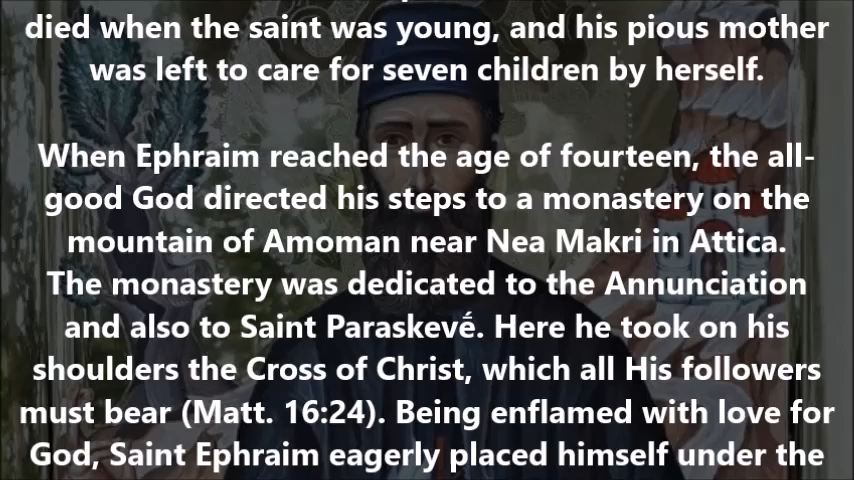 died when the saint was young, and his pious mother
was left to care for seven children by herself.
When Ephraim reached the age of fourteen, the all-
good God directed his steps to a monastery on the
mountain of Amoman near Nea Makri in Attica.
The monastery was dedicated to the Annunciation
and also to Saint Paraskevḗ. Here he took on his
shoulders the Cross of Christ, which all His followers
must bear (Matt. 16:24). Being enflamed with love for
God, Saint Ephraim eagerly placed himself under the